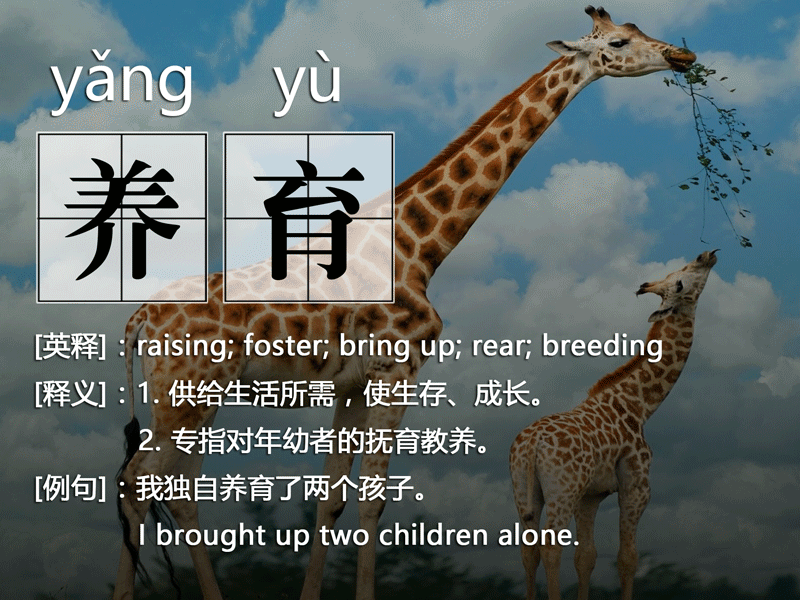 yǎng yù
养育
[英释]：raising; foster; bring up; rear; breeding
[释义]：1. 供给生活所需，使生存、成长。
2. 专指对年幼者的抚育教养。
[例句]：我独自养育了两个孩子。
I brought up two children alone.